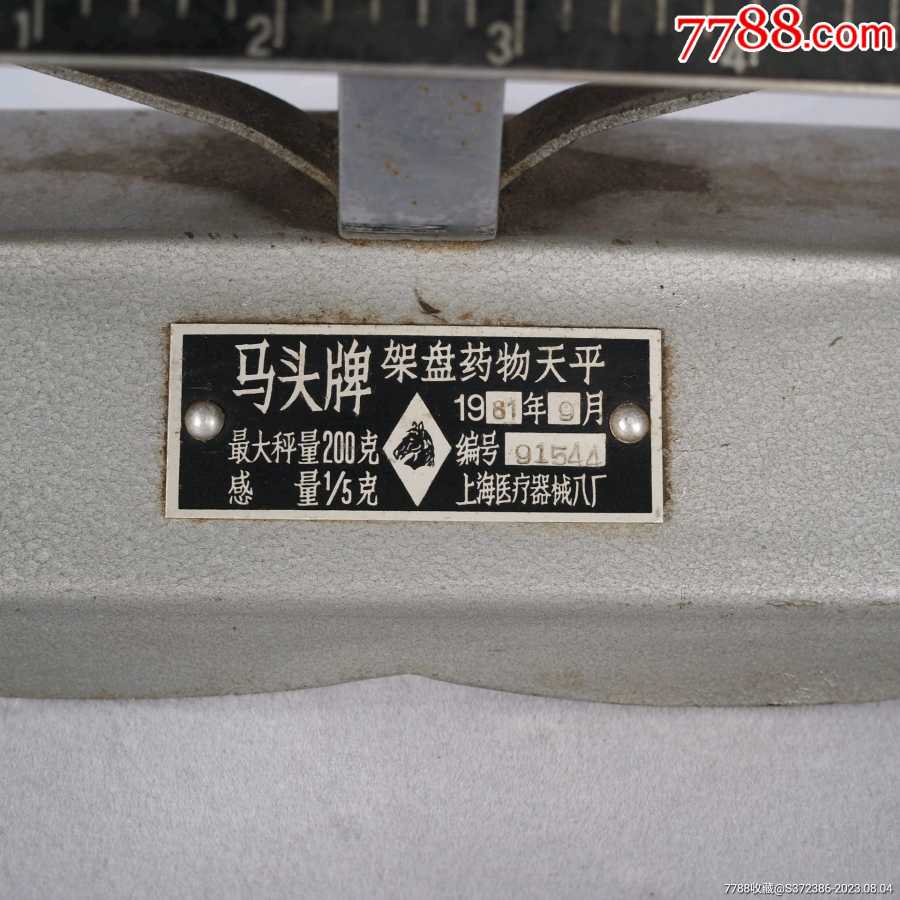 1 2 3 4
7788.com
马头牌 架盘药物天平
1981年9月
最大秤量200克 编号 91544
感 量1/5克 上海医疗器械八厂
7788收藏@S372386-2023.08.04